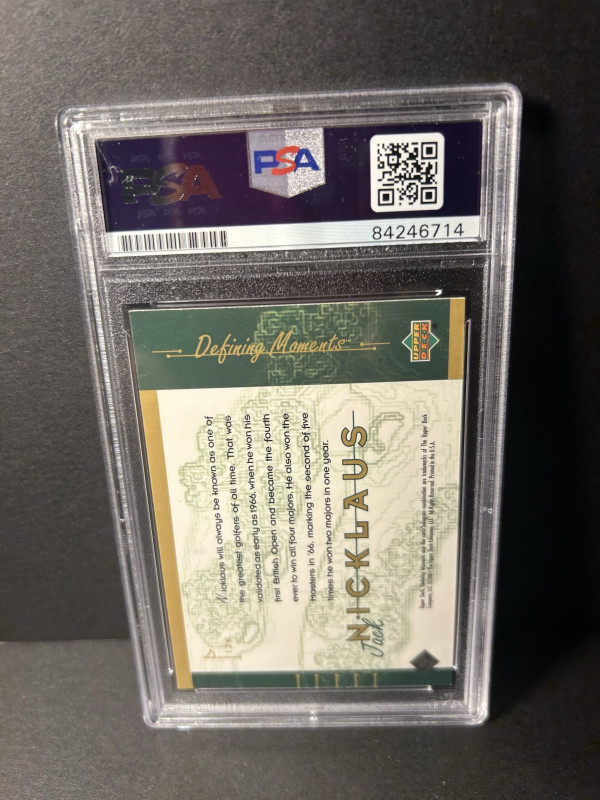 PSA
PSA
84246714
Defining Moments™
UPPER
DECK
Nicklaus will always be known as one of
the greatest golfers of all time. That was
validated as early as 1966, when he won his
first British Open and became the fourth
ever to win all four majors. He also won the
Masters in '66, marking the second of five
times he won two majors in one year.
Jack
NICKLAUS